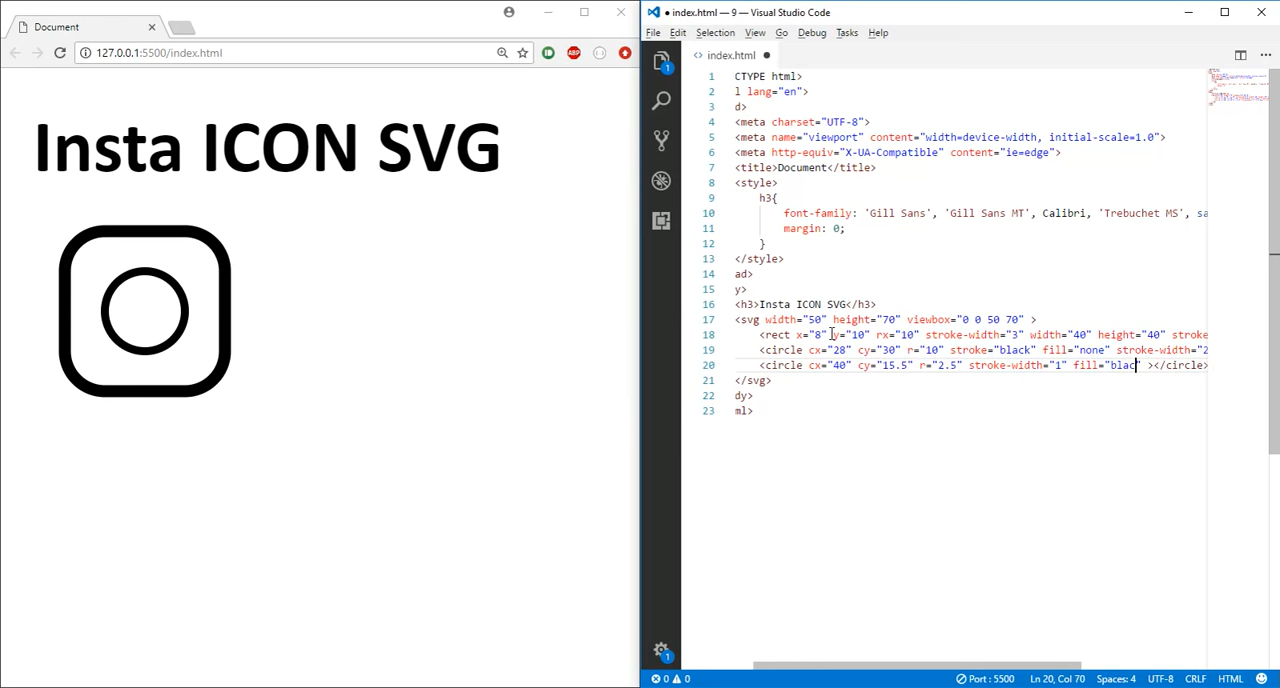 Document
127.0.0.1:5500/index.html
ABP
Insta ICON SVG
● index.html — 9 — Visual Studio Code
File Edit Selection View Go Debug Tasks Help
1
<> index.html ●
1 CTYPE html>
2 l lang="en">
3 d>
4 <meta charset="UTF-8">
5 <meta name="viewport" content="width=device-width, initial-scale=1.0">
6 <meta http-equiv="X-UA-Compatible" content="ie=edge">
7 <title>Document</title>
8 <style>
9 h3{
10 font-family: 'Gill Sans', 'Gill Sans MT', Calibri, 'Trebuchet MS', sa
11 margin: 0;
12 }
13 </style>
14 ad>
15 y>
16 <h3>Insta ICON SVG</h3>
17 <svg width="50" height="70" viewbox="0 0 50 70" >
18 <rect x="8" y="10" rx="10" stroke-width="3" width="40" height="40" stroke
19 <circle cx="28" cy="30" r="10" stroke="black" fill="none" stroke-width="2
20 <circle cx="40" cy="15.5" r="2.5" stroke-width="1" fill="blac" ></circle>
21 </svg>
22 dy>
23 ml>
1
0 0
Port : 5500 Ln 20, Col 70 Spaces: 4 UTF-8 CRLF HTML